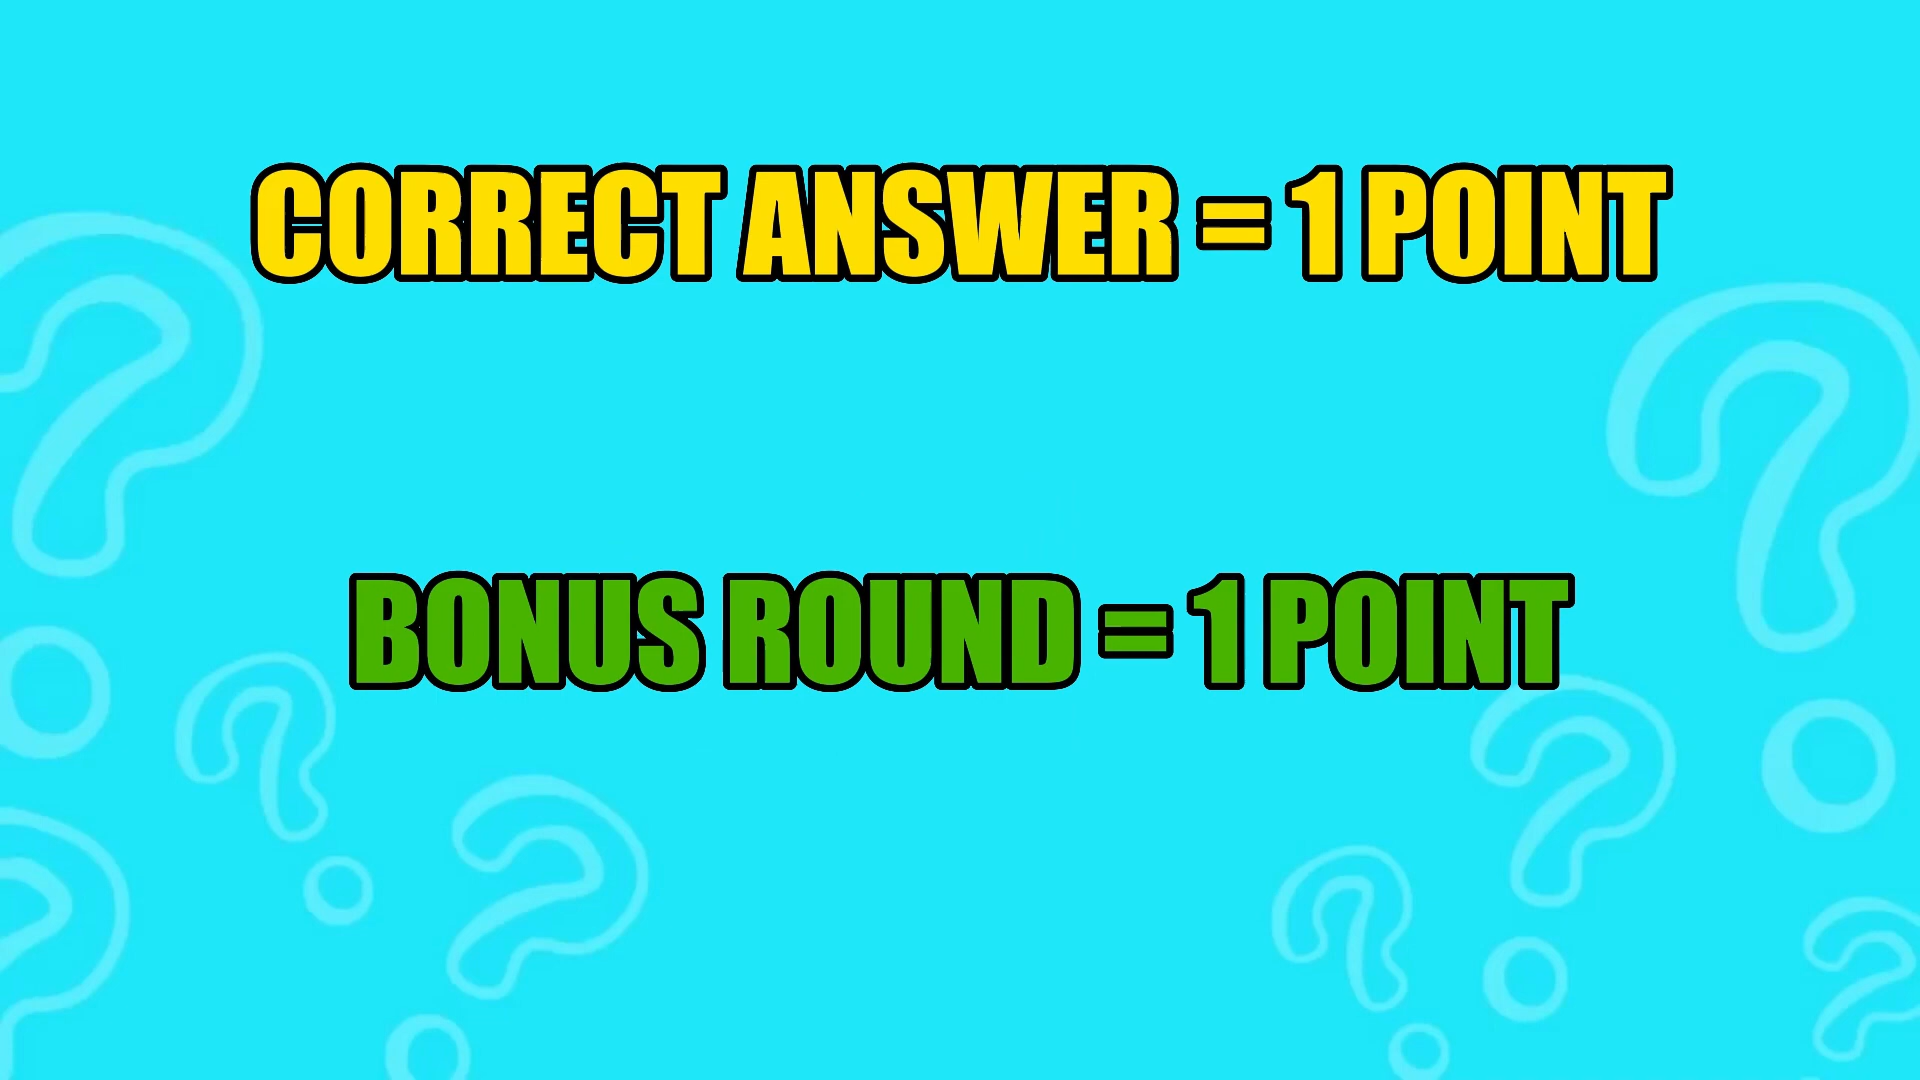 CORRECT ANSWER = 1 POINT
BONUS ROUND = 1 POINT